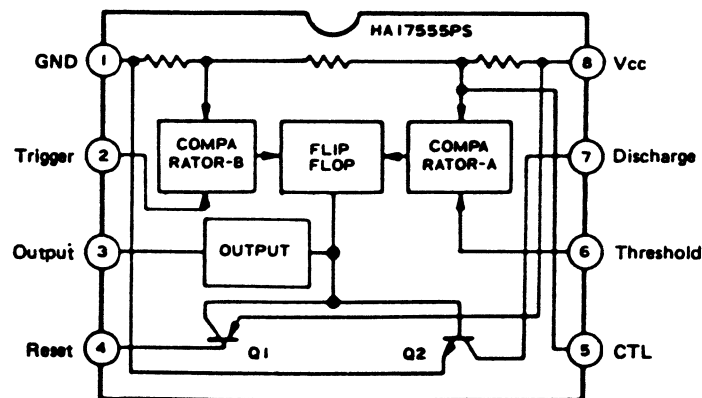 HA17555PS
GND
1
8
Vcc
Trigger
2
COMPA
RATOR-B
FLIP
FLOP
COMPA
RATOR-A
7
Discharge
Output
3
OUTPUT
6
Threshold
Reset
4
Q1
Q2
5
CTL